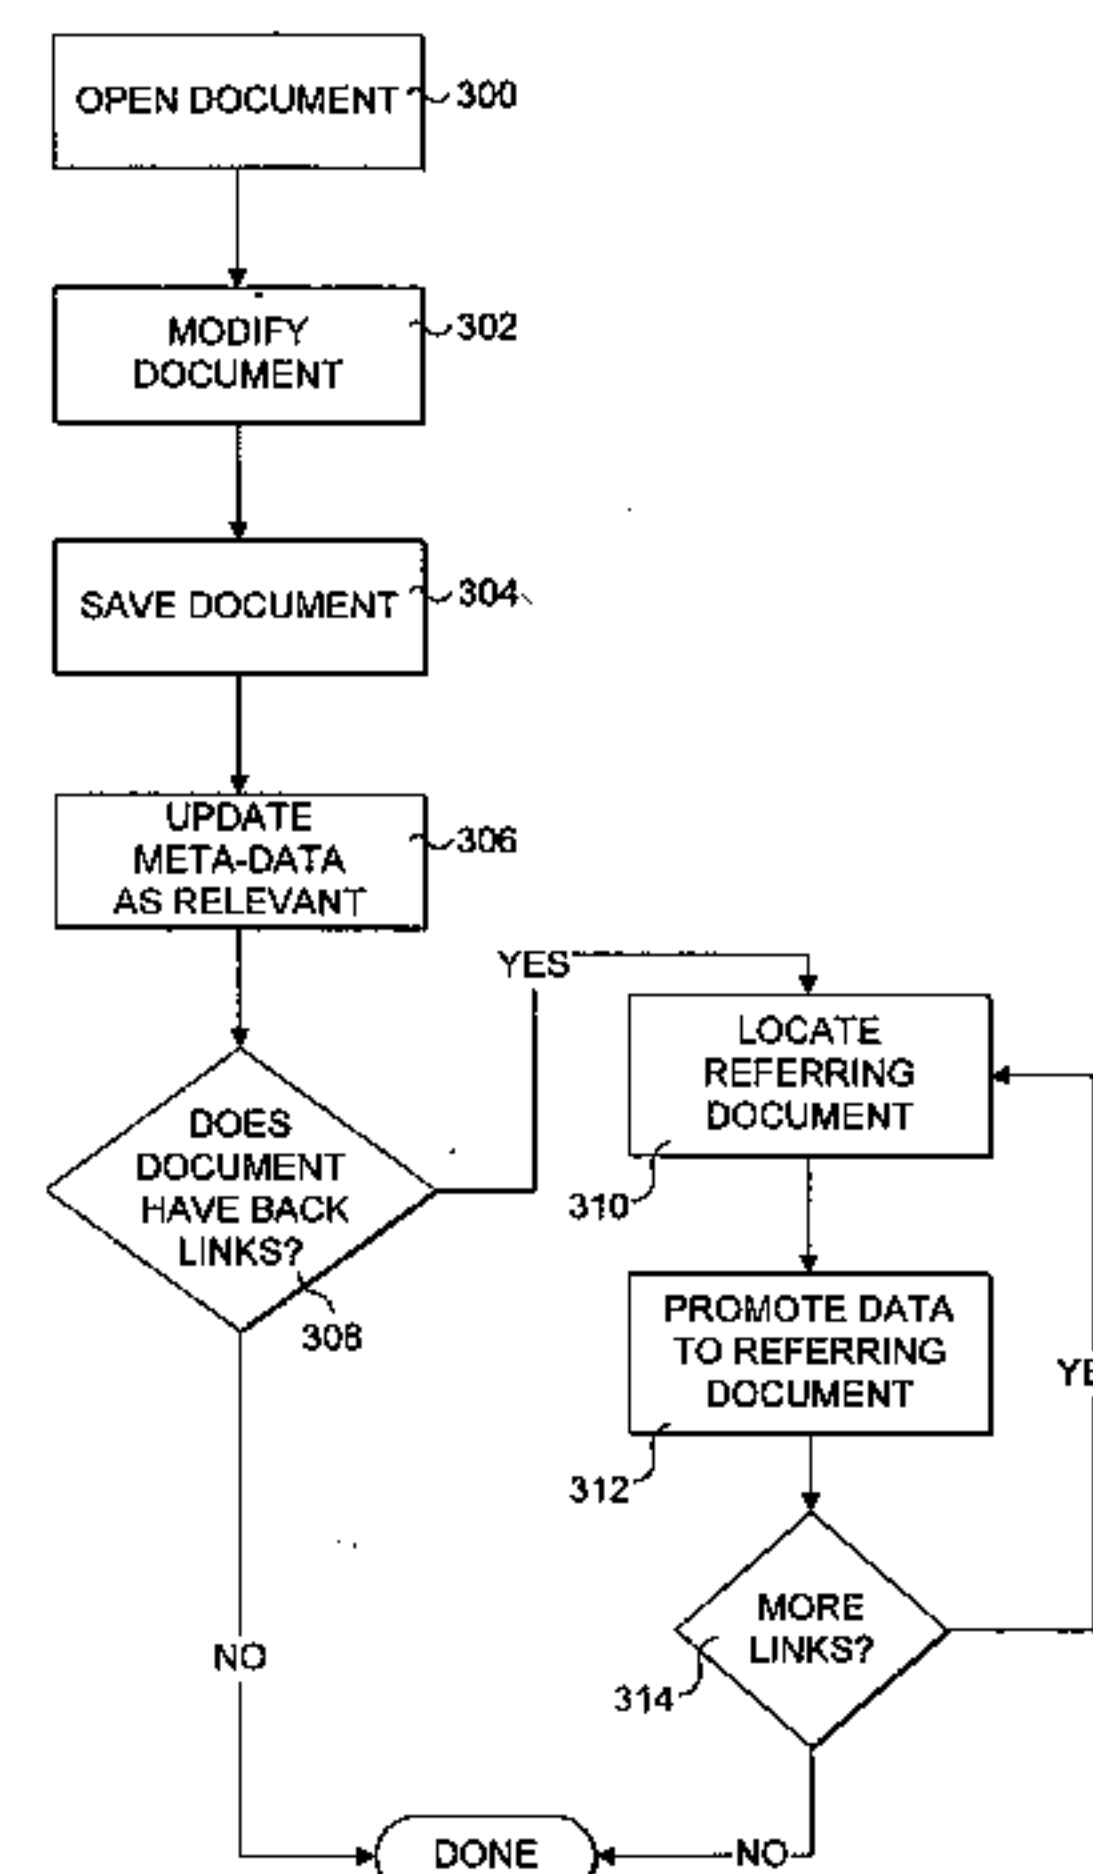 OPEN DOCUMENT 300
MODIFY 302
DOCUMENT
SAVE DOCUMENT 304
UPDATE
META-DATA 306
AS RELEVANT
YES
LOCATE
REFERRING
DOCUMENT
310
DOES
DOCUMENT
HAVE BACK
LINKS?
308
PROMOTE DATA
TO REFERRING
DOCUMENT
312
MORE
LINKS?
314
NO
DONE
NO